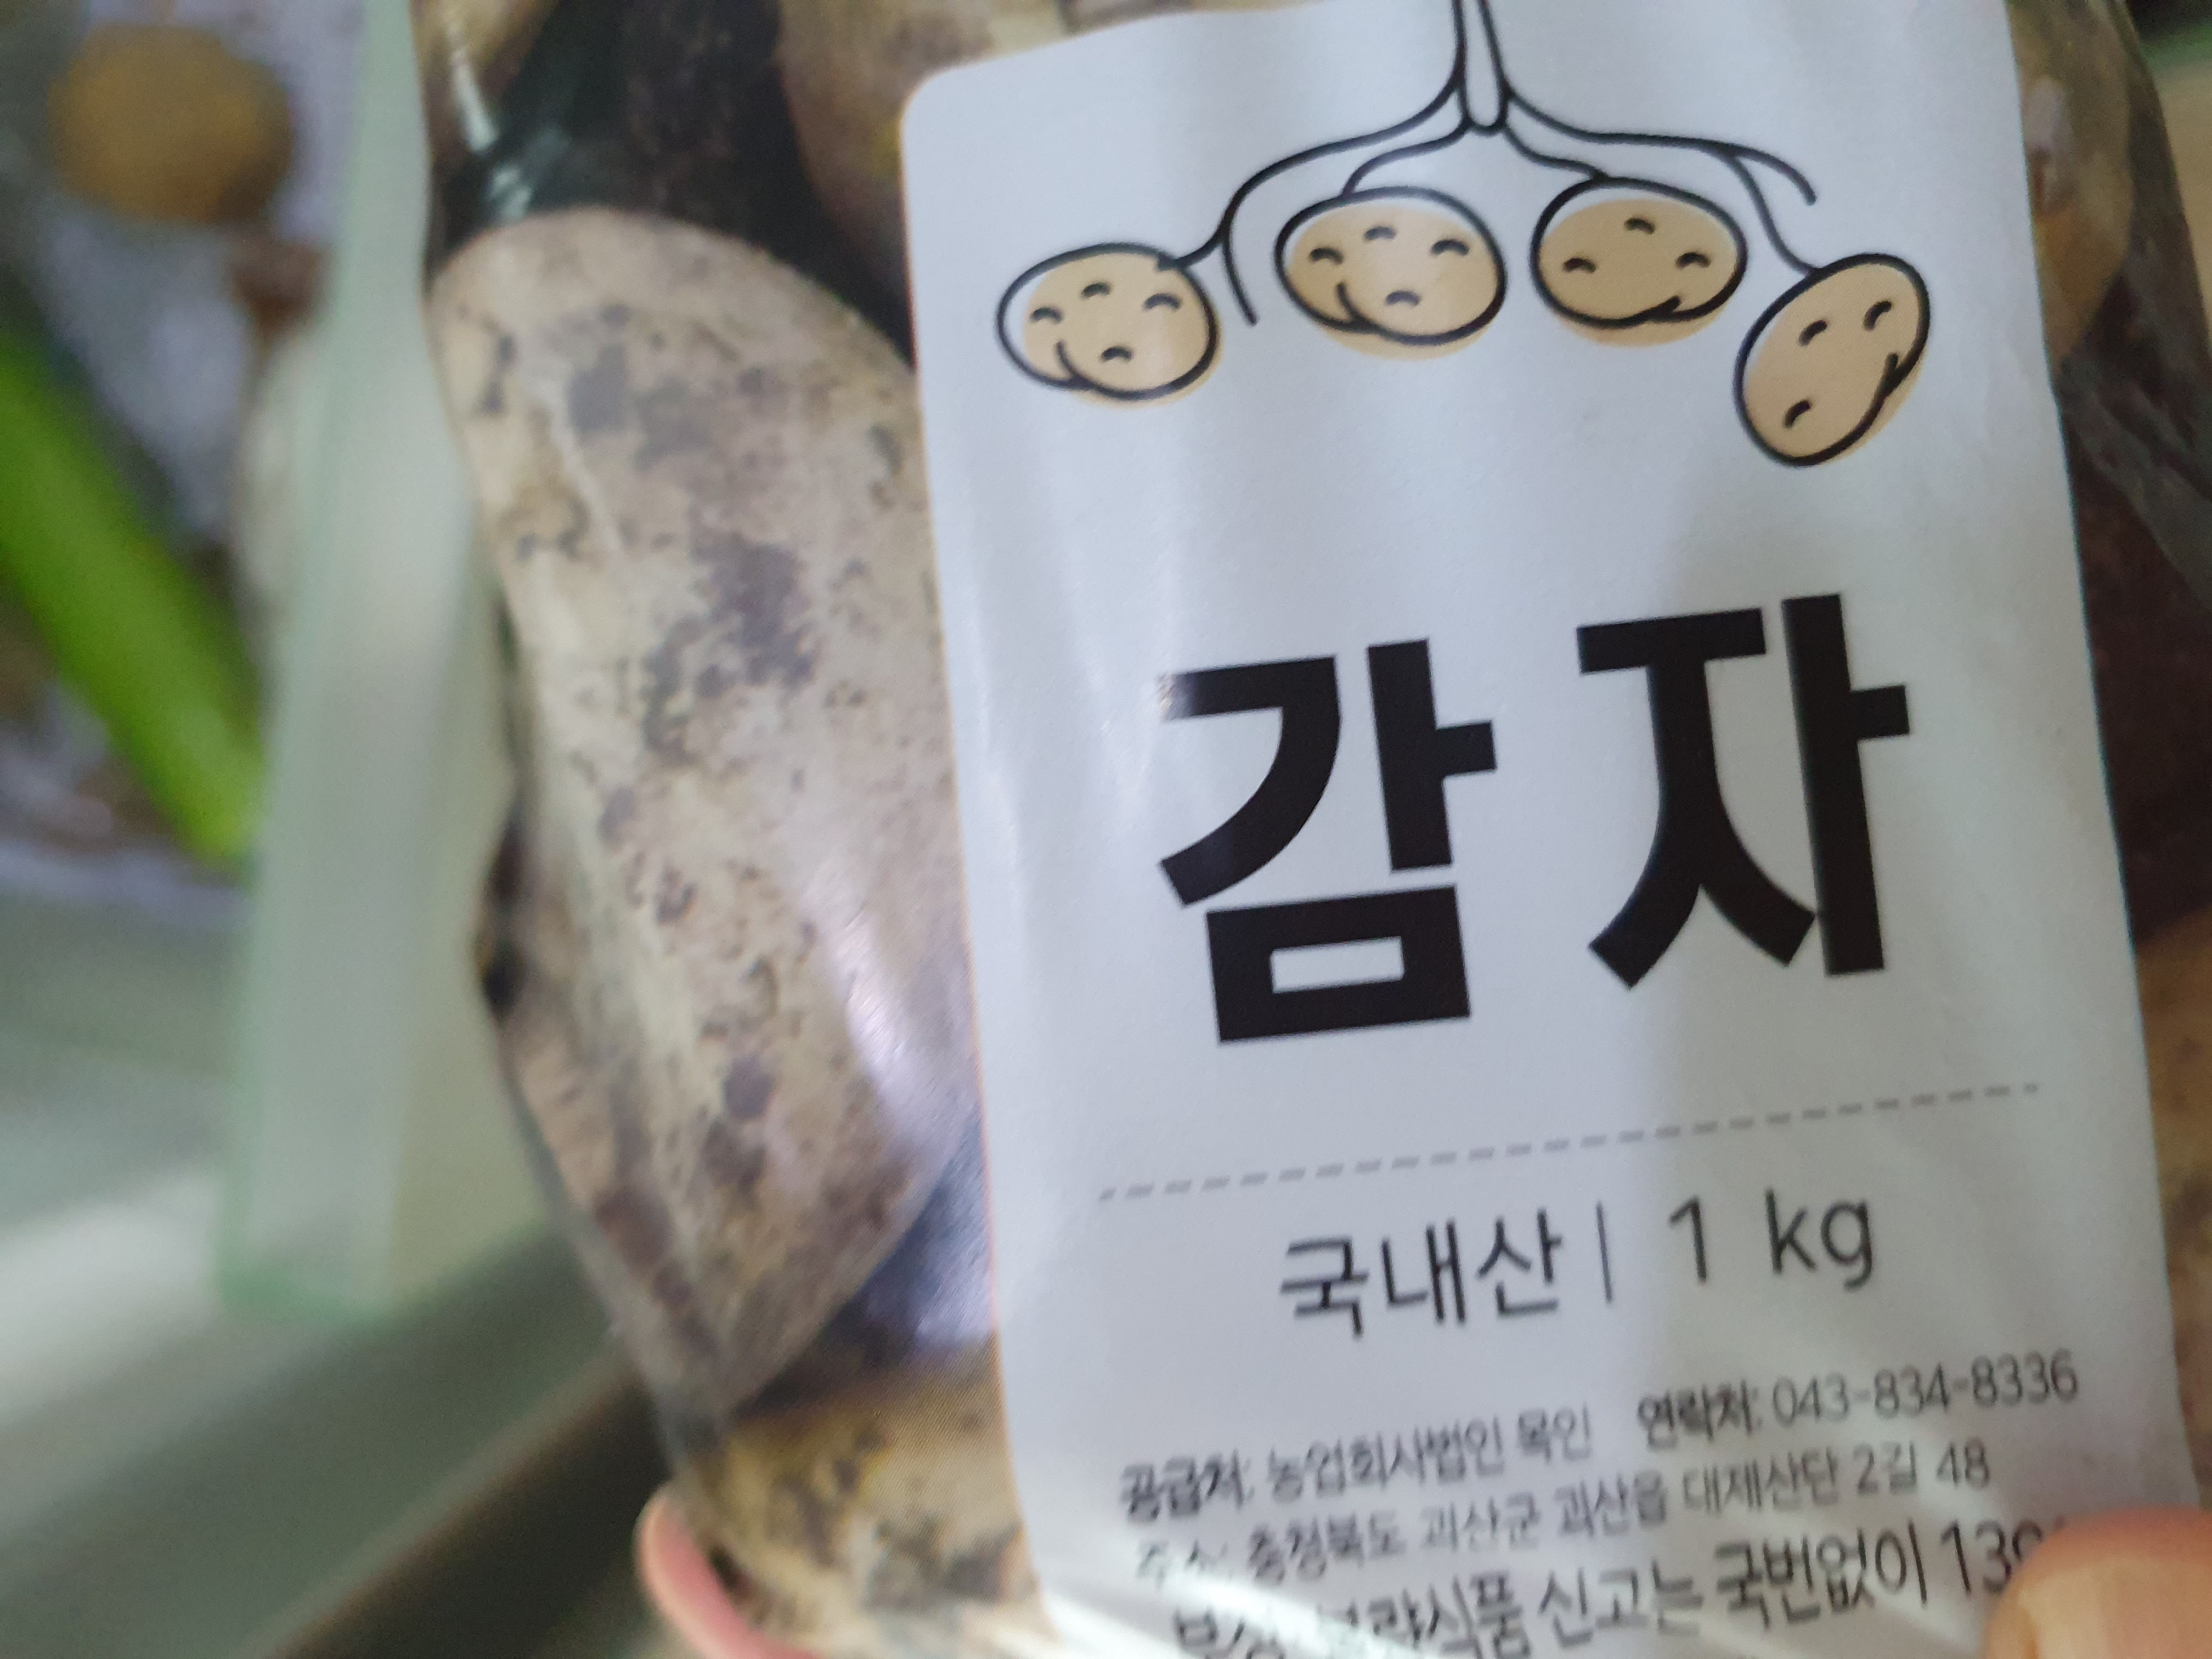 감자
국내산 | 1 kg
공급처: 농업회사법인 목인 연락처: 043-834-8336
주소: 충청북도 괴산군 괴산읍 대제산단 2길 48
부정·불량식품 신고는 국번없이